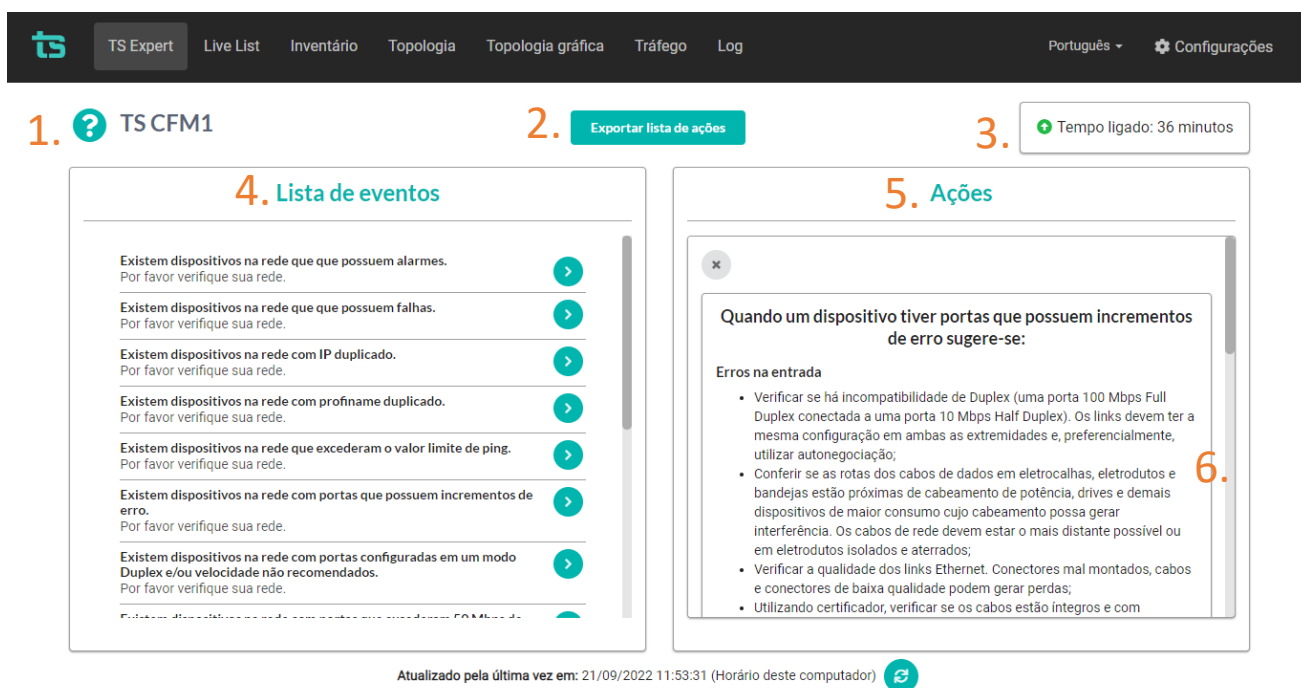 ts TS Expert Live List Inventário Topologia Topologia gráfica Tráfego Log Português Configurações
1. ? TS CFM1 2. Exportar lista de ações 3. Tempo ligado: 36 minutos
4. Lista de eventos
Existem dispositivos na rede que que possuem alarmes.
Por favor verifique sua rede.
Existem dispositivos na rede que que possuem falhas.
Por favor verifique sua rede.
Existem dispositivos na rede com IP duplicado.
Por favor verifique sua rede.
Existem dispositivos na rede com profiname duplicado.
Por favor verifique sua rede.
Existem dispositivos na rede que excederam o valor limite de ping.
Por favor verifique sua rede.
Existem dispositivos na rede com portas que possuem incrementos de
erro.
Por favor verifique sua rede.
Existem dispositivos na rede com portas configuradas em um modo
Duplex e/ou velocidade não recomendados.
Por favor verifique sua rede.
Existem dispositivos na rede com portas que excederam 50 Mbps de
5. Ações
Quando um dispositivo tiver portas que possuem incrementos
de erro sugere-se:
Erros na entrada
• Verificar se há incompatibilidade de Duplex (uma porta 100 Mbps Full
Duplex conectada a uma porta 10 Mbps Half Duplex). Os links devem ter a
mesma configuração em ambas as extremidades e, preferencialmente,
utilizar autonegociação;
• Conferir se as rotas dos cabos de dados em eletrocalhas, eletrodutos e
bandejas estão próximas de cabeamento de potência, drives e demais
dispositivos de maior consumo cujo cabeamento possa gerar
interferência. Os cabos de rede devem estar o mais distante possível ou
em eletrodutos isolados e aterrados;
• Verificar a qualidade dos links Ethernet. Conectores mal montados, cabos
e conectores de baixa qualidade podem gerar perdas;
• Utilizando certificador, verificar se os cabos estão íntegros e com
6.
Atualizado pela última vez em: 21/09/2022 11:53:31 (Horário deste computador)